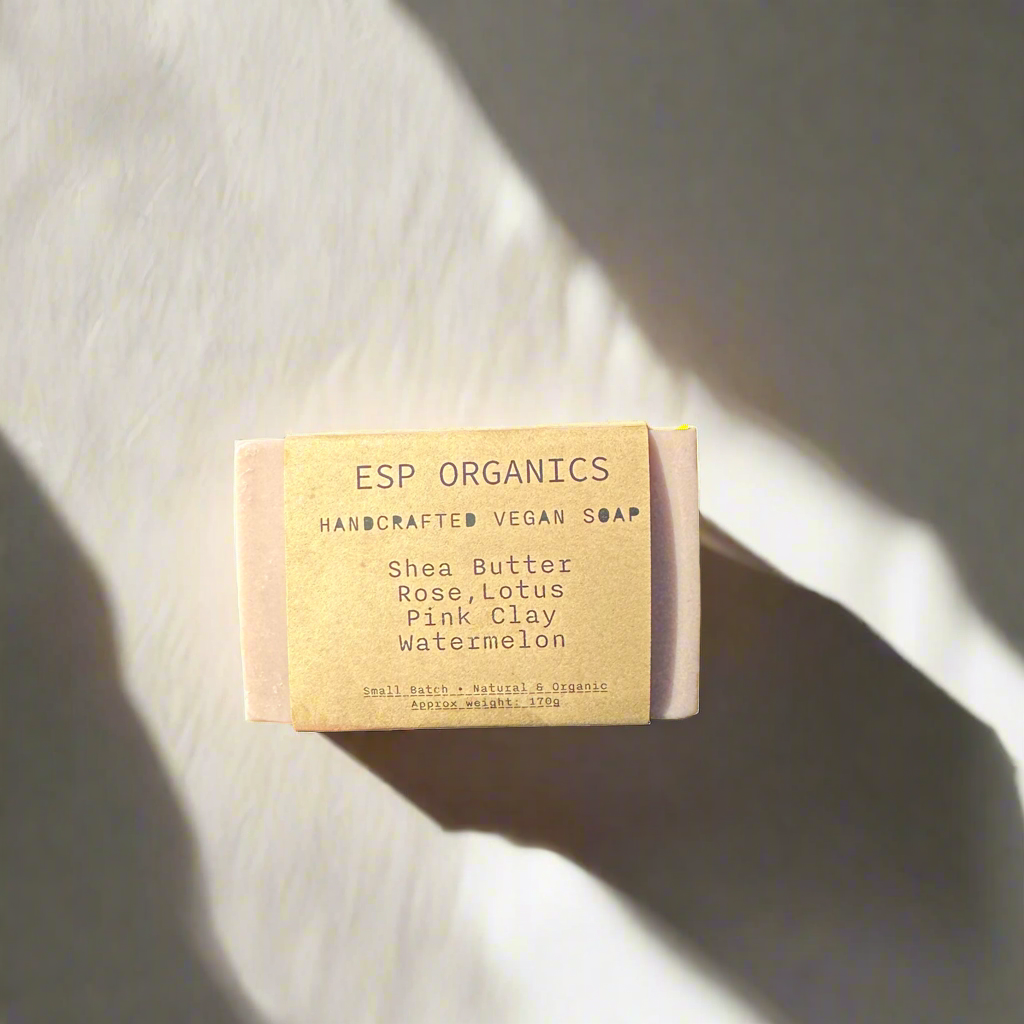 ESP ORGANICS
HANDCRAFTED VEGAN SOAP
Shea Butter
Rose,Lotus
Pink Clay
Watermelon
Small Batch • Natural & Organic
Approx weight: 170g